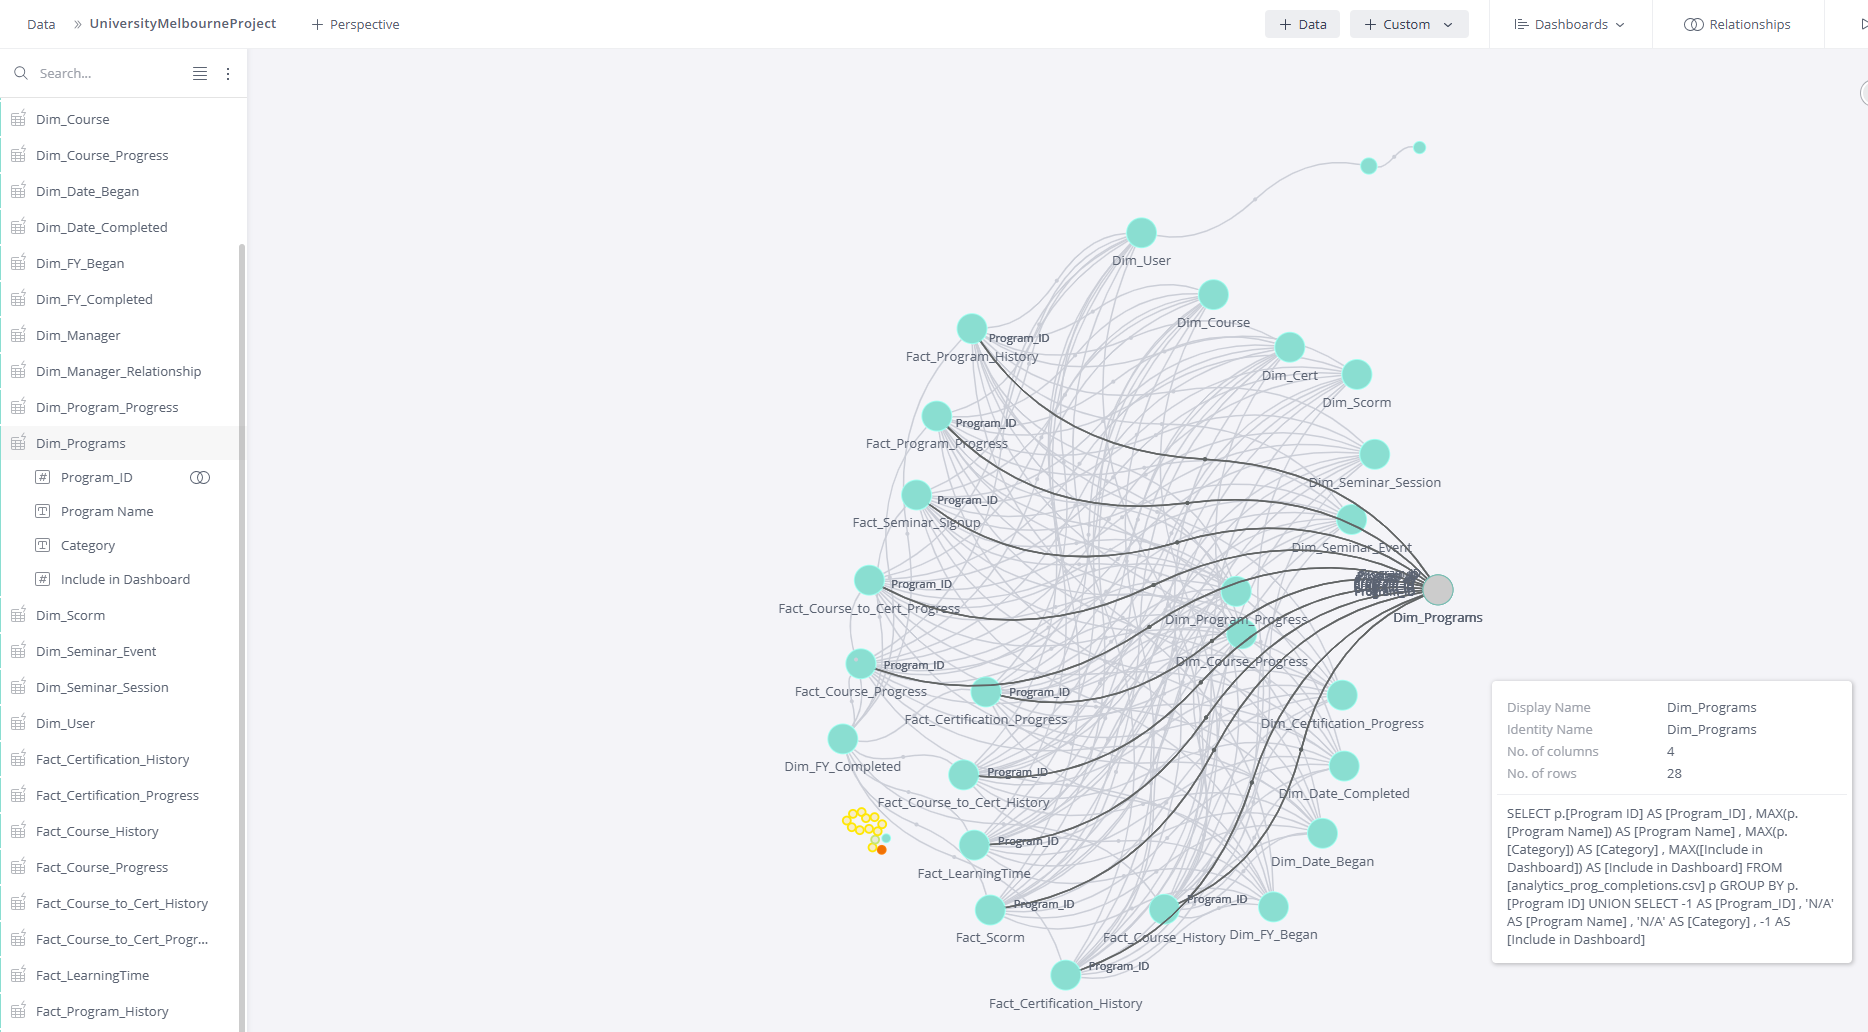 Data » UniversityMelbourneProject + Perspective + Data + Custom Dashboards Relationships
Search...
Dim_Course
Dim_Course_Progress
Dim_Date_Began
Dim_Date_Completed
Dim_FY_Began
Dim_FY_Completed
Dim_Manager
Dim_Manager_Relationship
Dim_Program_Progress
Dim_Programs
Program_ID
Program Name
Category
Include in Dashboard
Dim_Scorm
Dim_Seminar_Event
Dim_Seminar_Session
Dim_User
Fact_Certification_History
Fact_Certification_Progress
Fact_Course_History
Fact_Course_Progress
Fact_Course_to_Cert_History
Fact_Course_to_Cert_Progr...
Fact_LearningTime
Fact_Program_History
Dim_User
Dim_Course
Program_ID
Fact_Program_History
Dim_Cert
Dim_Scorm
Program_ID
Fact_Program_Progress
Dim_Seminar_Session
Program_ID
Fact_Seminar_Signup
Dim_Seminar_Event
Program_ID
Fact_Course_to_Cert_Progress
Dim_Program_Progress
Dim_Programs
Dim_Course_Progress
Program_ID
Fact_Course_Progress
Program_ID
Fact_Certification_Progress
Dim_Certification_Progress
Dim_FY_Completed
Program_ID
Fact_Course_to_Cert_History
Dim_Date_Completed
Program_ID
Fact_LearningTime
Dim_Date_Began
Program_ID
Fact_Scorm
Program_ID
Fact_Course_History
Dim_FY_Began
Program_ID
Fact_Certification_History
Display Name Dim_Programs
Identity Name Dim_Programs
No. of columns 4
No. of rows 28
SELECT p.[Program ID] AS [Program_ID] , MAX(p.
[Program Name]) AS [Program Name] , MAX(p.
[Category]) AS [Category] , MAX([Include in
Dashboard]) AS [Include in Dashboard] FROM
[analytics_prog_completions.csv] p GROUP BY p.
[Program ID] UNION SELECT -1 AS [Program_ID] , 'N/A'
AS [Program Name] , 'N/A' AS [Category] , -1 AS
[Include in Dashboard]